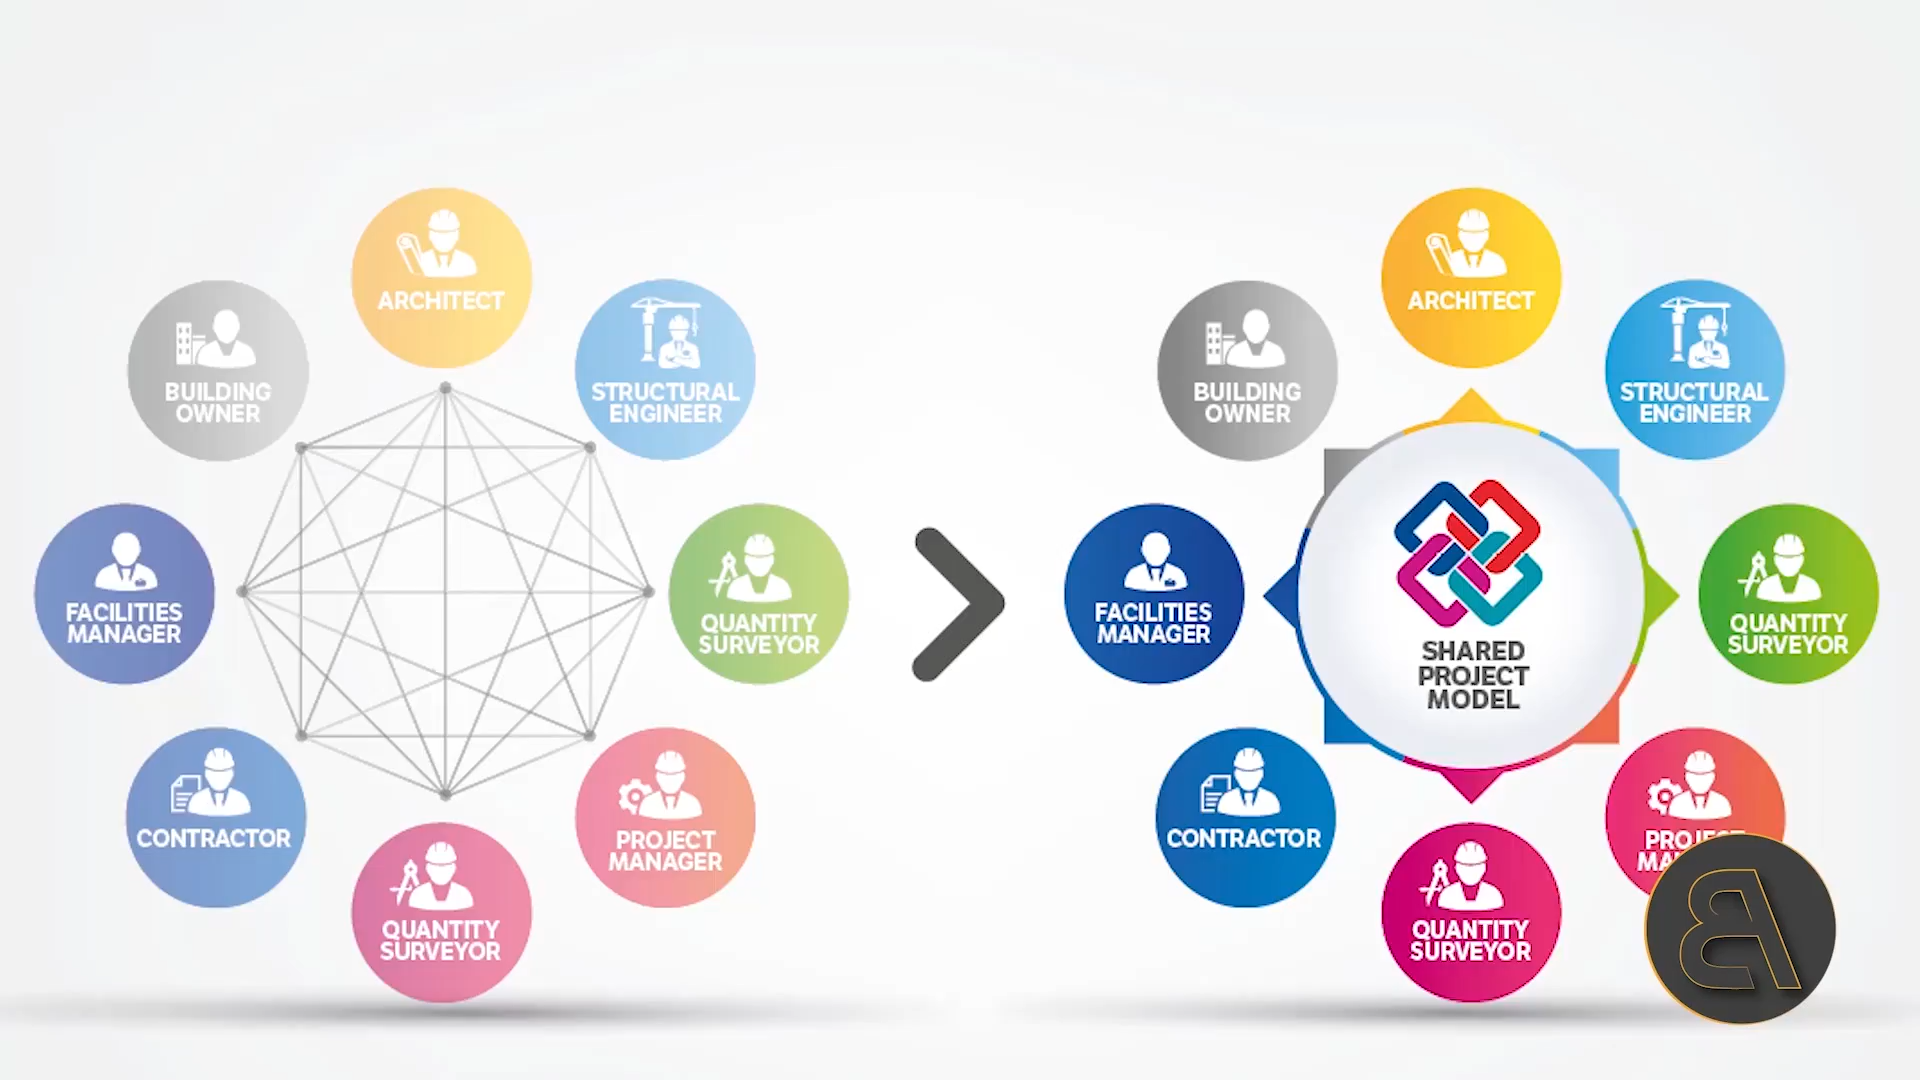 ARCHITECT
BUILDING
OWNER
STRUCTURAL
ENGINEER
FACILITIES
MANAGER
QUANTITY
SURVEYOR
CONTRACTOR
PROJECT
MANAGER
QUANTITY
SURVEYOR
ARCHITECT
BUILDING
OWNER
STRUCTURAL
ENGINEER
FACILITIES
MANAGER
SHARED
PROJECT
MODEL
QUANTITY
SURVEYOR
CONTRACTOR
QUANTITY
SURVEYOR